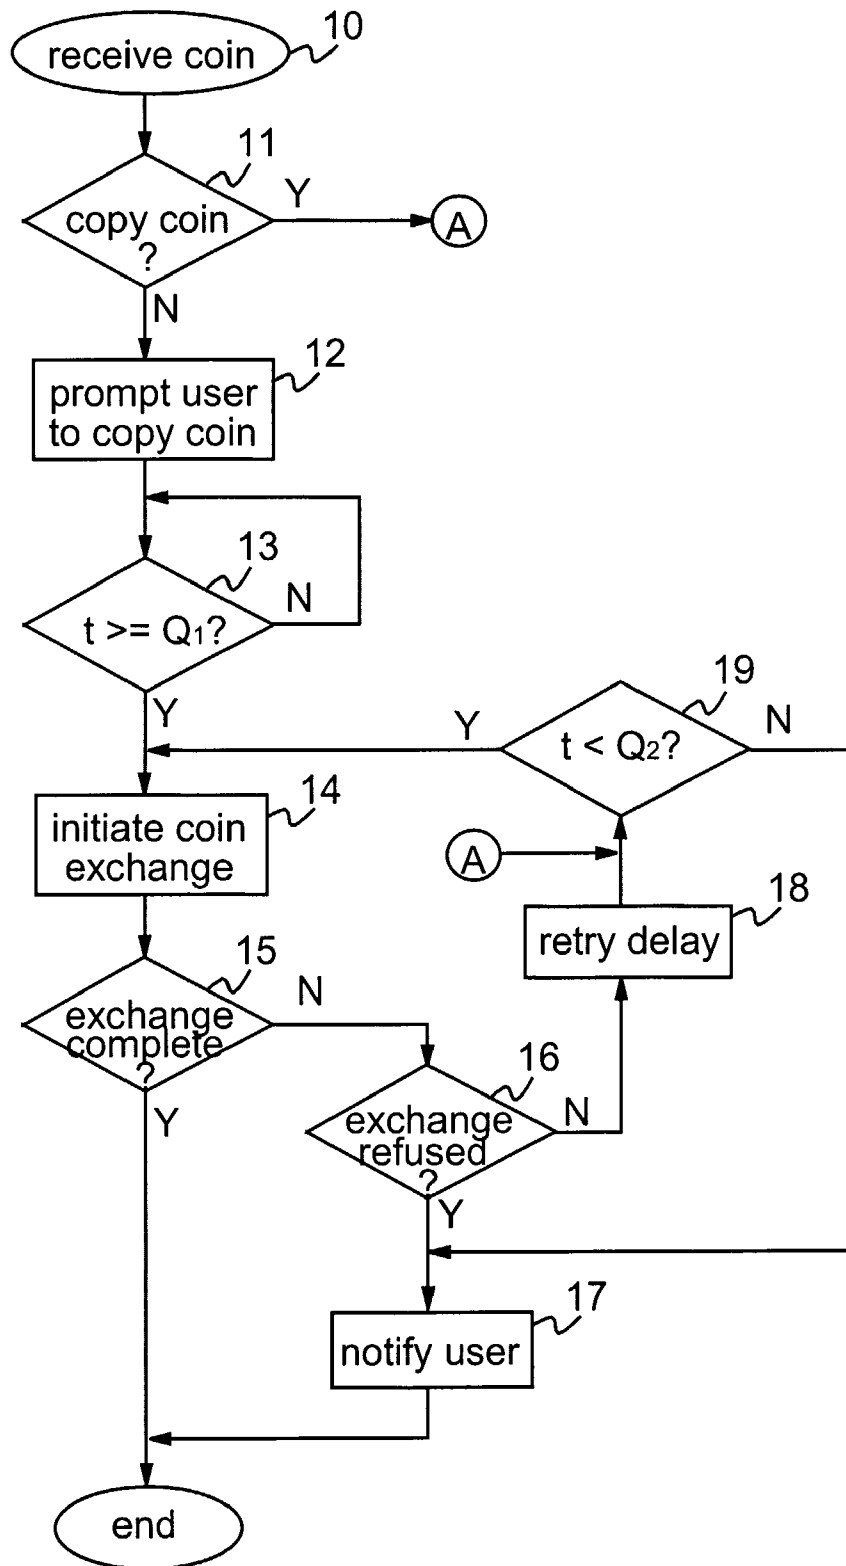 receive coin
10
11
copy coin
?
Y
A
N
12
prompt user
to copy coin
13
t >= Q1?
N
Y
19
t < Q2?
Y
N
14
initiate coin
exchange
A
18
retry delay
15
exchange
complete
?
N
Y
16
exchange
refused
?
N
Y
17
notify user
end